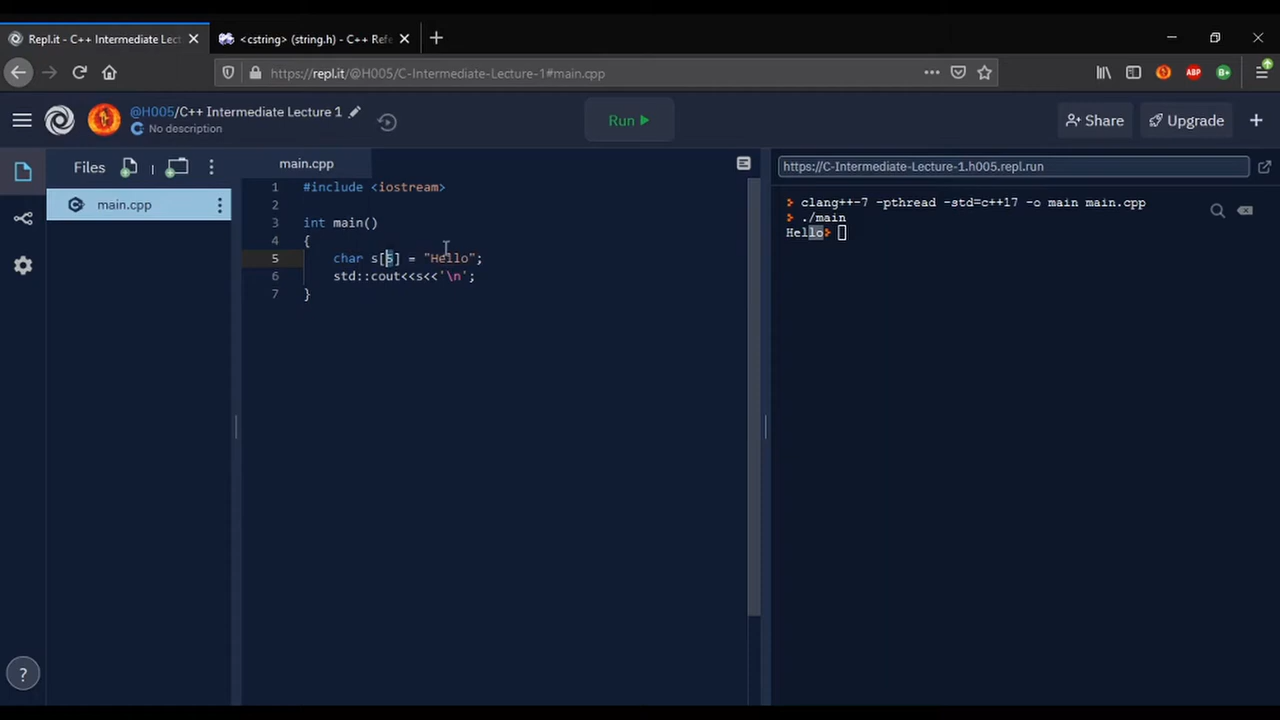 Repl.it - C++ Intermediate Lect
<cstring> (string.h) - C++ Refe
https://repl.it/@H005/C-Intermediate-Lecture-1#main.cpp
ABP
B+
@H005/C++ Intermediate Lecture 1
No description
Run
Share
Upgrade
Files
main.cpp
main.cpp
1 #include <iostream>
2
3 int main()
4 {
5 char s[5] = "Hello";
6 std::cout<<s<<'\n';
7 }
https://C-Intermediate-Lecture-1.h005.repl.run
> clang++-7 -pthread -std=c++17 -o main main.cpp
> ./main
Hello>
?